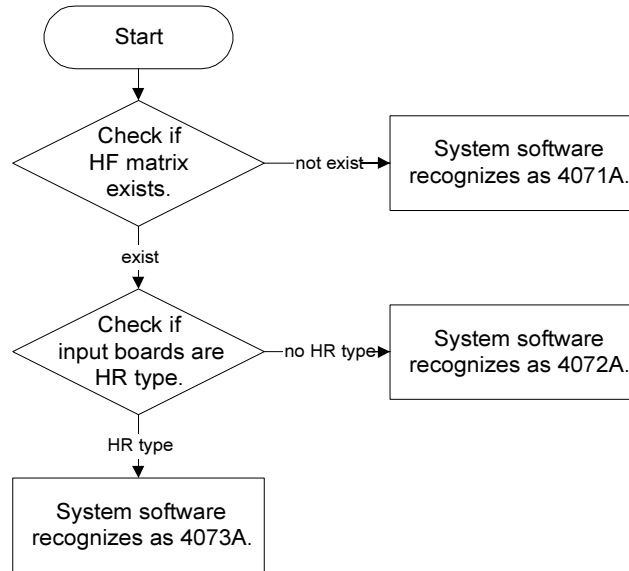 Start
Check if
HF matrix
exists.
not exist
System software
recognizes as 4071A.
exist
Check if
input boards are
HR type.
no HR type
System software
recognizes as 4072A.
HR type
System software
recognizes as 4073A.